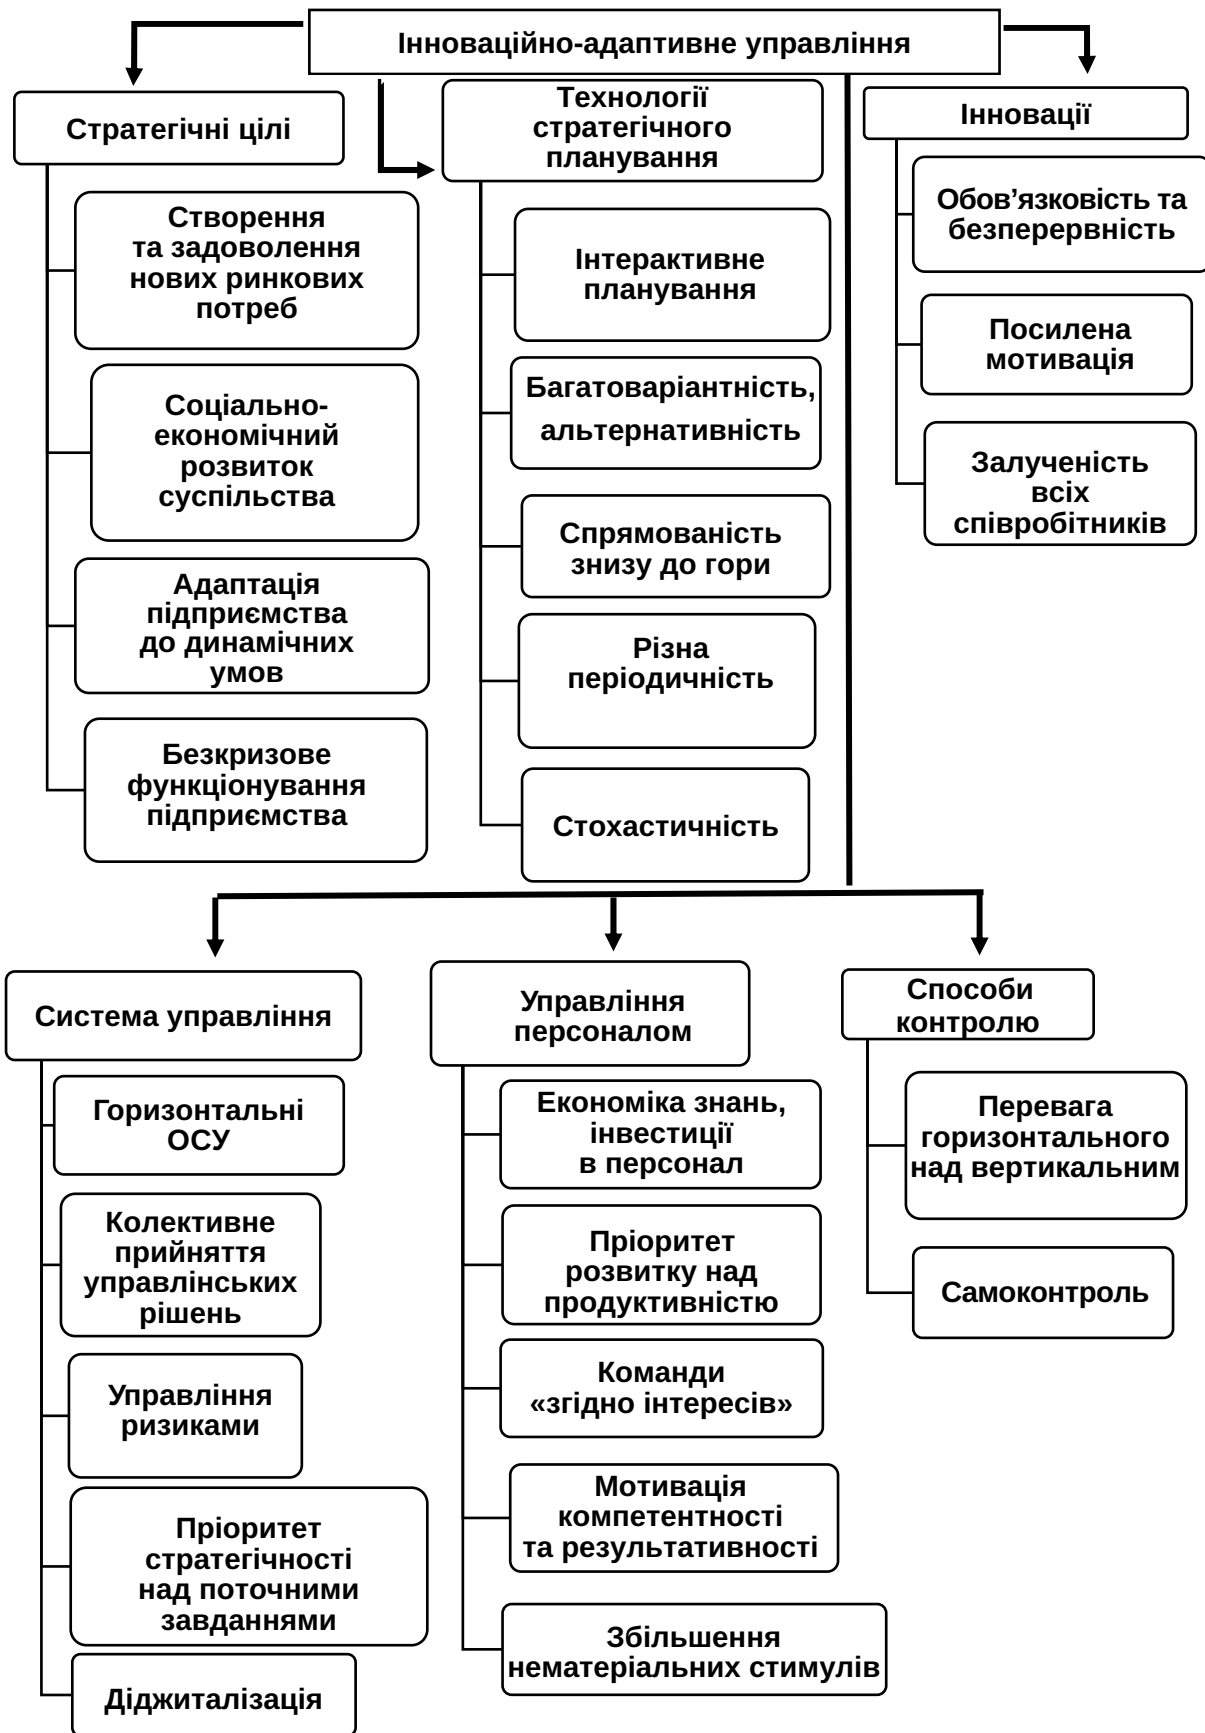 Інноваційно-адаптивне управління
Стратегічні цілі
Створення
та задоволення
нових ринкових
потреб
Соціально-
економічний
розвиток
суспільства
Адаптація
підприємства
до динамічних
умов
Безкризове
функціонування
підприємства
Технології
стратегічного
планування
Інтерактивне
планування
Багатоваріантність,
альтернативність
Спрямованість
знизу до гори
Різна
періодичність
Стохастичність
Інновації
Обов’язковість та
безперервність
Посилена
мотивація
Залученість
всіх
співробітників
Система управління
Горизонтальні
ОСУ
Колективне
прийняття
управлінських
рішень
Управління
ризиками
Пріоритет
стратегічності
над поточними
завданнями
Діджиталізація
Управління
персоналом
Економіка знань,
інвестиції
в персонал
Пріоритет
розвитку над
продуктивністю
Команди
«згідно інтересів»
Мотивація
компетентності
та результативності
Збільшення
нематеріальних стимулів
Способи
контролю
Перевага
горизонтального
над вертикальним
Самоконтроль